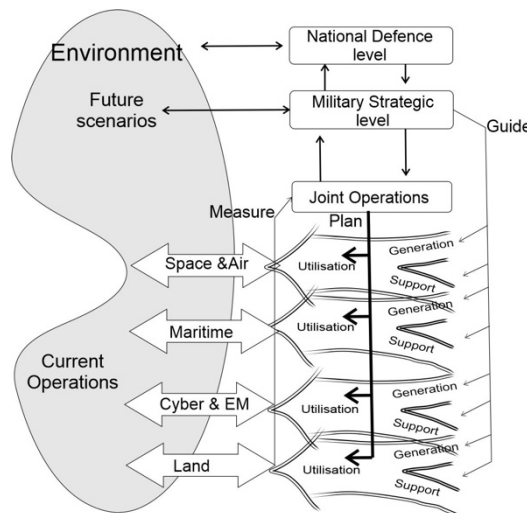 Environment
National Defence
level
Future
scenarios
Military Strategic
level
Guide
Joint Operations
Measure
Plan
Space &Air
Utilisation
Generation
Support
Maritime
Utilisation
Generation
Support
Current
Operations
Cyber & EM
Utilisation
Generation
Support
Land
Utilisation
Generation
Support